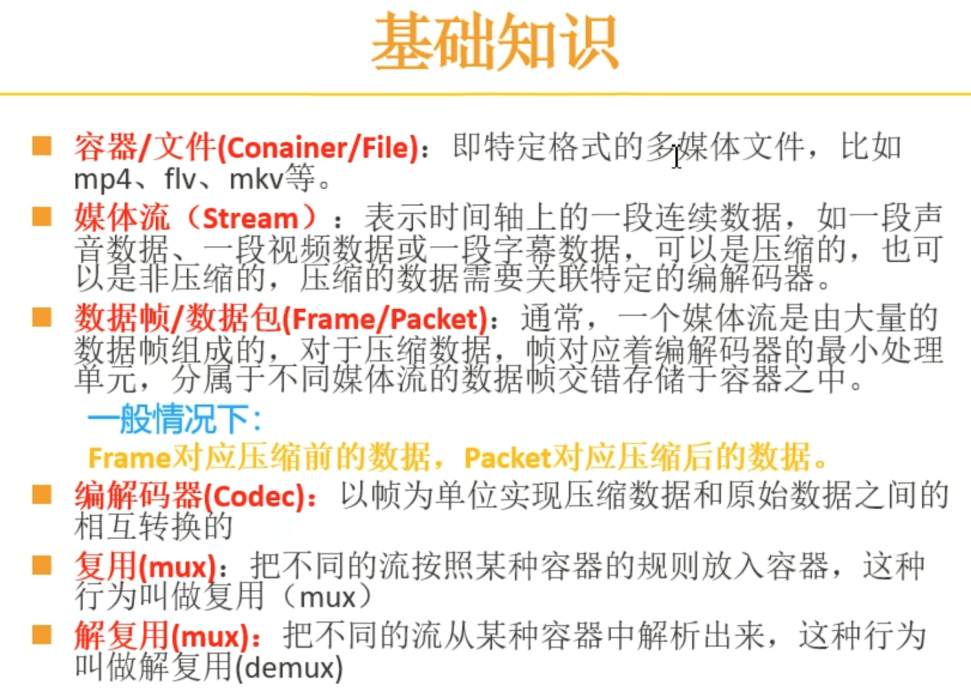 基础知识
容器/文件(Conainer/File)：即特定格式的多媒体文件，比如
mp4、flv、mkv等。
媒体流（Stream）：表示时间轴上的一段连续数据，如一段声
音数据、一段视频数据或一段字幕数据，可以是压缩的，也可
以是非压缩的，压缩的数据需要关联特定的编解码器。
数据帧/数据包(Frame/Packet)：通常，一个媒体流是由大量的
数据帧组成的，对于压缩数据，帧对应着编解码器的最小处理
单元，分属于不同媒体流的数据帧交错存储于容器之中。
一般情况下：
Frame对应压缩前的数据，Packet对应压缩后的数据。
编解码器(Codec)：以帧为单位实现压缩数据和原始数据之间的
相互转换的
复用(mux)：把不同的流按照某种容器的规则放入容器，这种
行为叫做复用（mux）
解复用(mux)：把不同的流从某种容器中解析出来，这种行为
叫做解复用(demux)